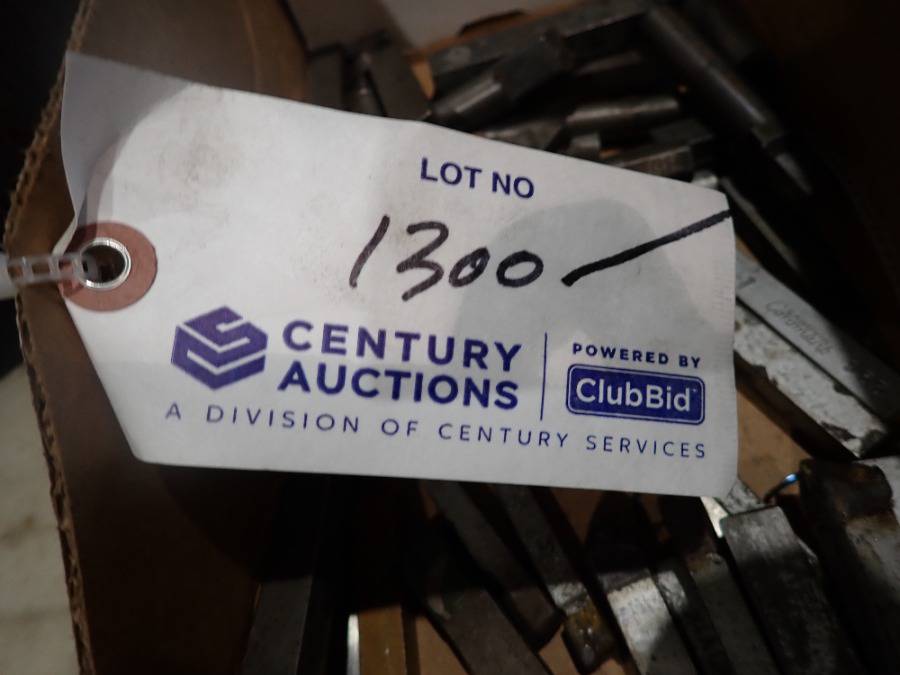 LOT NO
1300
CENTURY
AUCTIONS
A DIVISION OF CENTURY SERVICES
POWERED BY
ClubBid